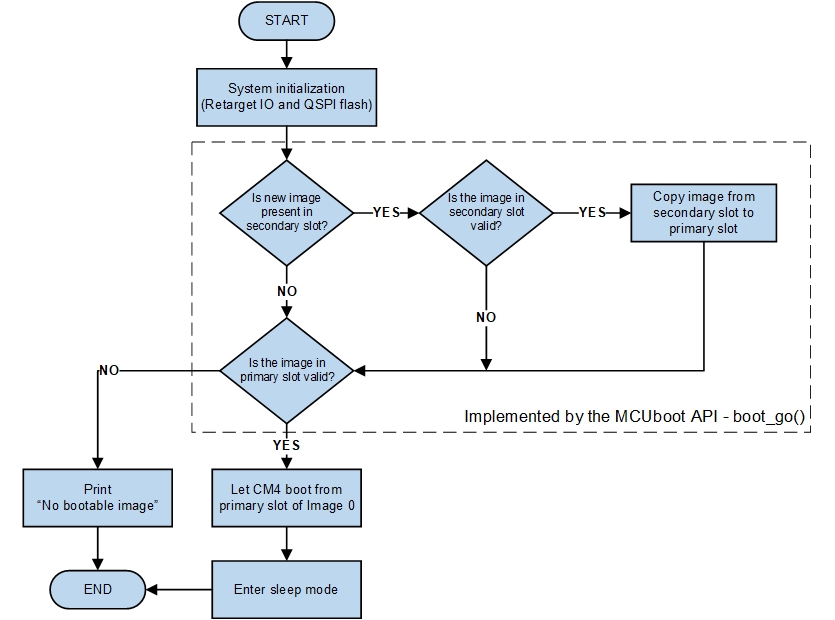 START
System initialization
(Retarget IO and QSPI flash)
Is new image
present in
secondary slot?
YES
Is the image in
secondary slot
valid?
YES
Copy image from
secondary slot to
primary slot
NO
NO
Is the image in
primary slot valid?
NO
Implemented by the MCUboot API - boot_go()
YES
Print
“No bootable image”
Let CM4 boot from
primary slot of Image 0
END
Enter sleep mode